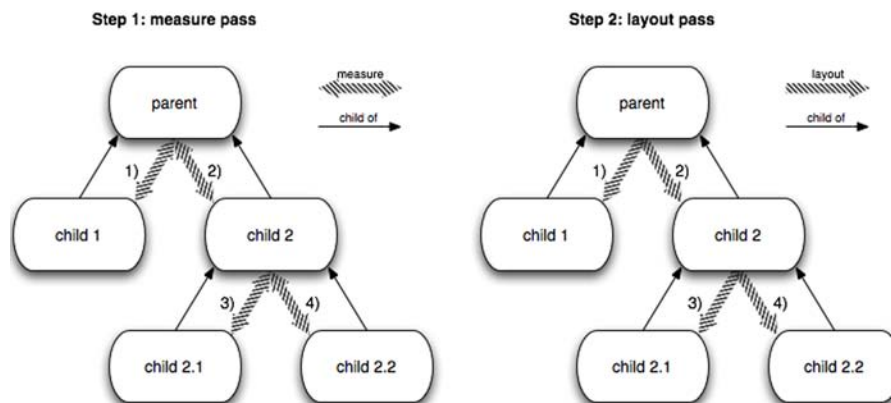 Step 1: measure pass
parent
measure
child of
1)
2)
child 1
child 2
3)
4)
child 2.1
child 2.2
Step 2: layout pass
parent
layout
child of
1)
2)
child 1
child 2
3)
4)
child 2.1
child 2.2